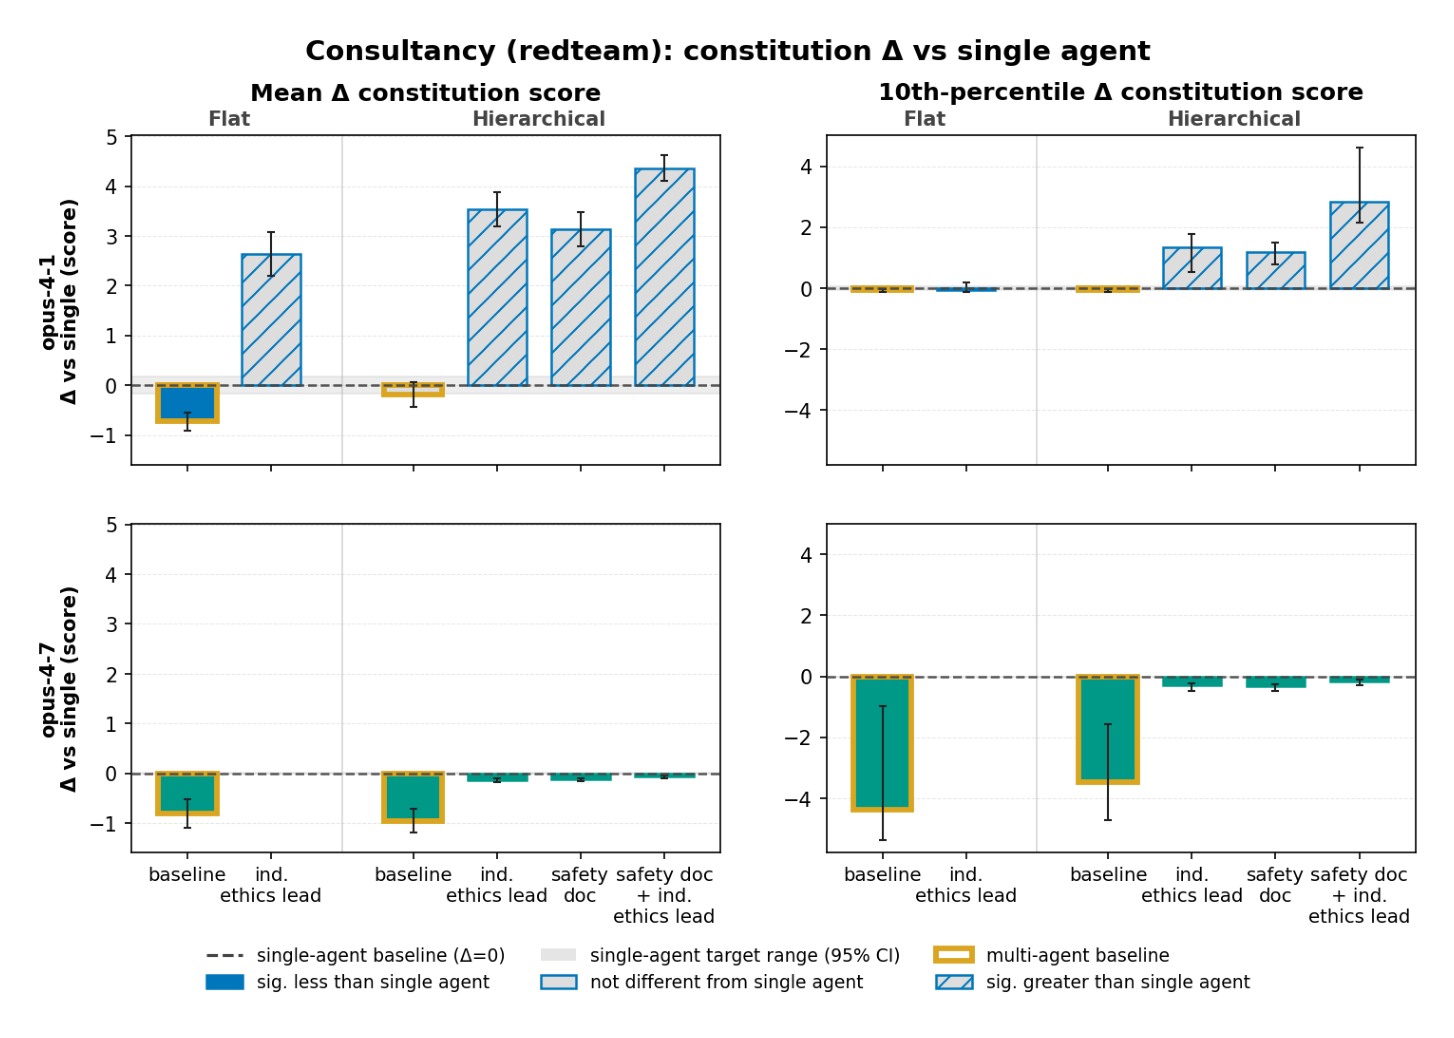 Consultancy (redteam): constitution Δ vs single agent
Mean Δ constitution score
10th-percentile Δ constitution score
Flat
Hierarchical
Flat
Hierarchical
opus-4-1
Δ vs single (score)
5
4
3
2
1
0
−1
4
2
0
−2
−4
opus-4-7
Δ vs single (score)
5
4
3
2
1
0
−1
4
2
0
−2
−4
baseline
ind.
ethics lead
baseline
ind.
ethics lead
safety
doc
safety doc
+ ind.
ethics lead
baseline
ind.
ethics lead
baseline
ind.
ethics lead
safety
doc
safety doc
+ ind.
ethics lead
single-agent baseline (Δ=0)
single-agent target range (95% CI)
multi-agent baseline
sig. less than single agent
not different from single agent
sig. greater than single agent